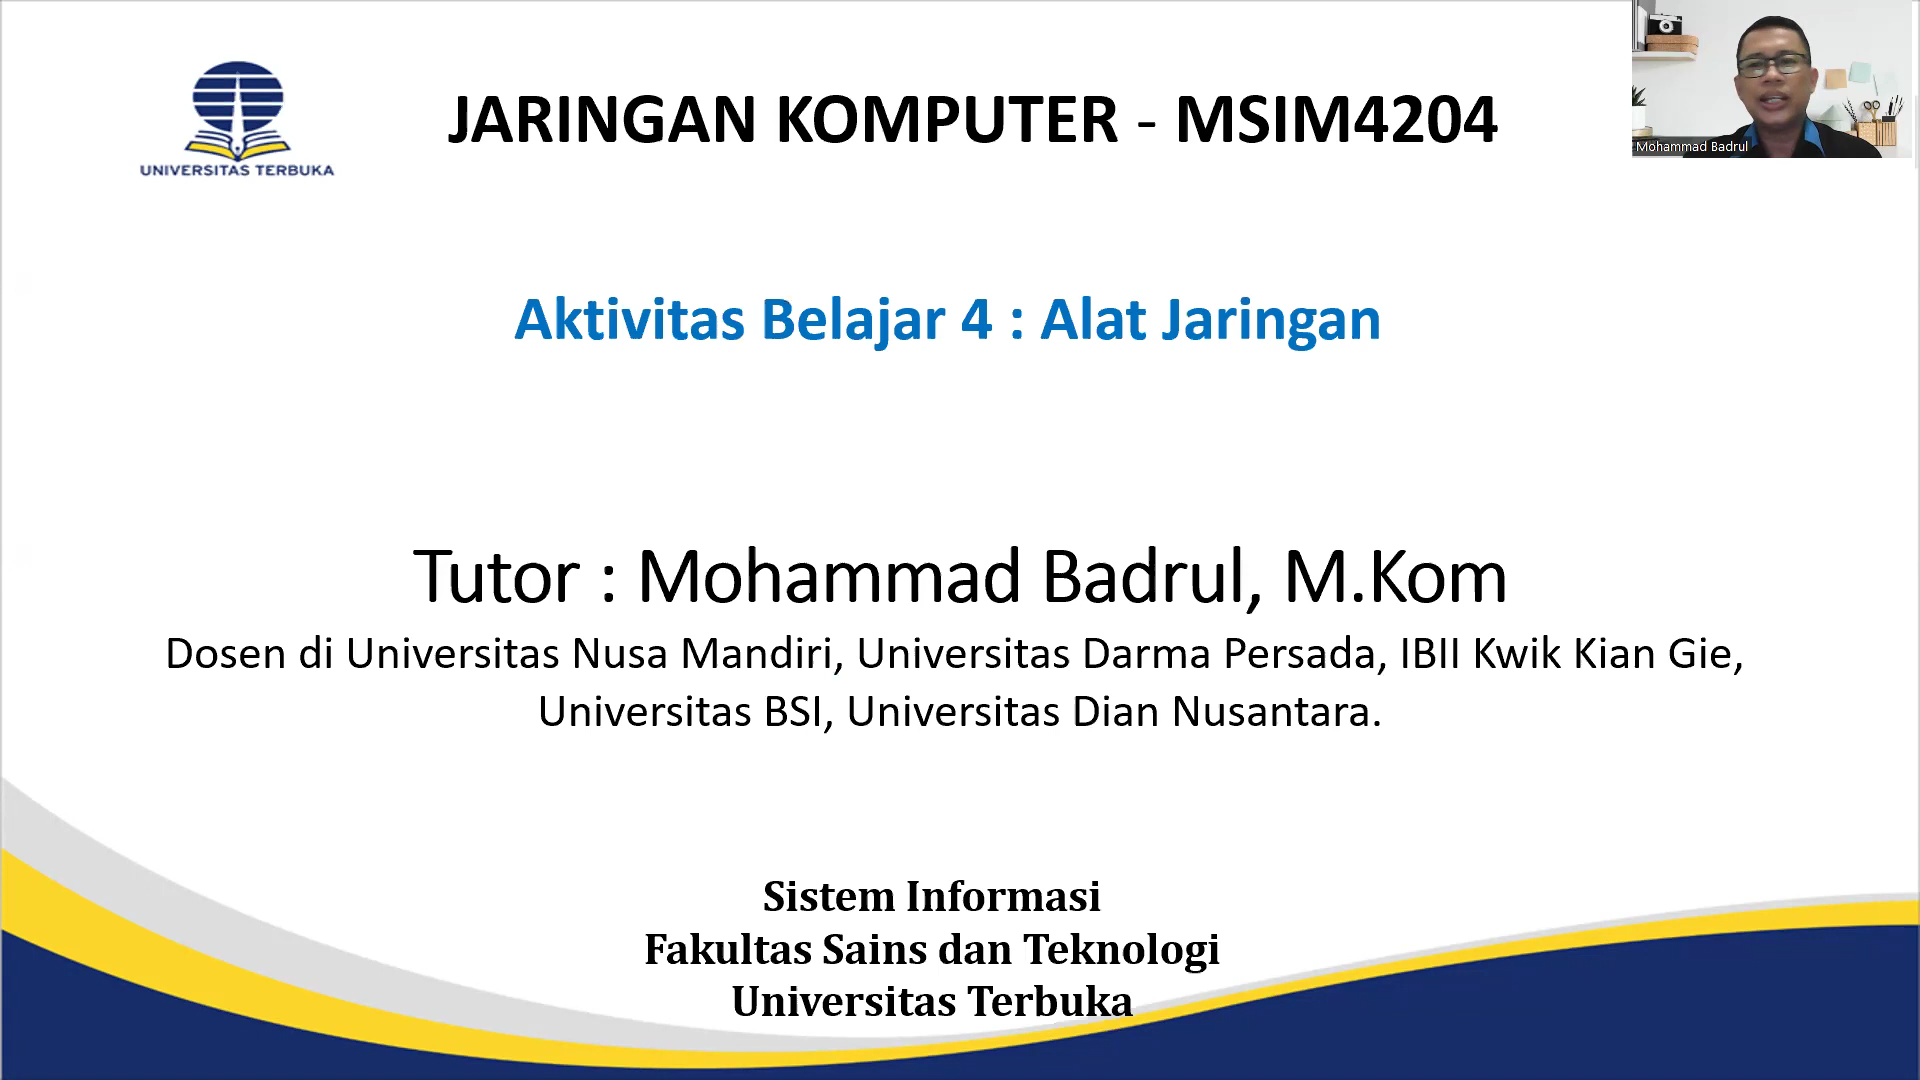 UNIVERSITAS TERBUKA
JARINGAN KOMPUTER - MSIM4204
Mohammad Badrul
Aktivitas Belajar 4 : Alat Jaringan
Tutor : Mohammad Badrul, M.Kom
Dosen di Universitas Nusa Mandiri, Universitas Darma Persada, IBII Kwik Kian Gie,
Universitas BSI, Universitas Dian Nusantara.
Sistem Informasi
Fakultas Sains dan Teknologi
Universitas Terbuka